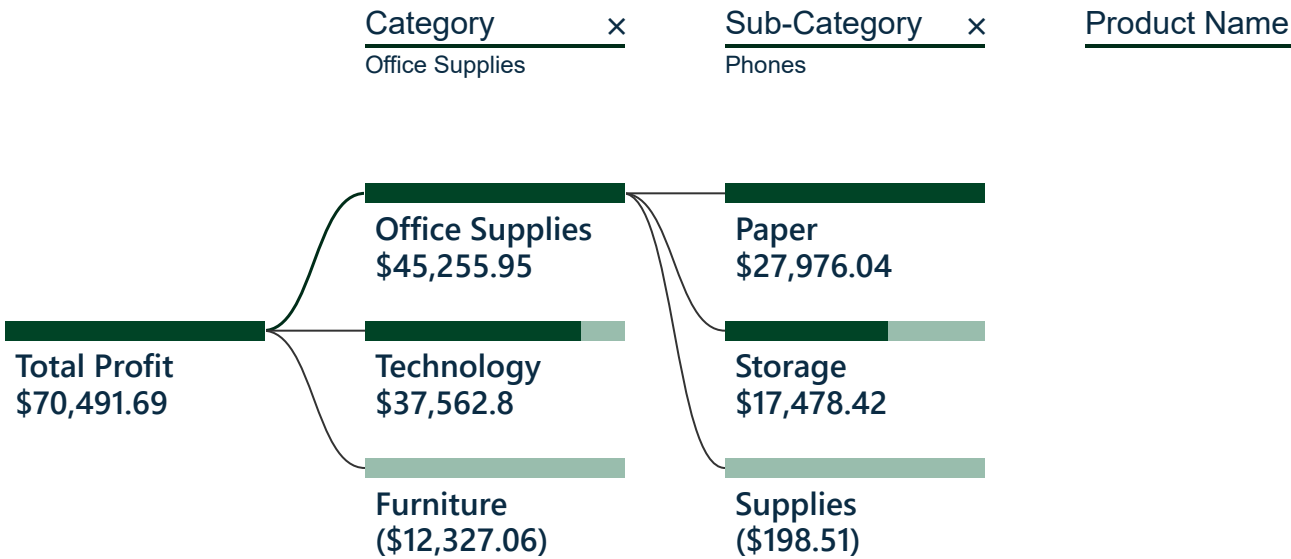 Category ×
Office Supplies
Sub-Category ×
Phones
Product Name
Total Profit
$70,491.69
Office Supplies
$45,255.95
Technology
$37,562.8
Furniture
($12,327.06)
Paper
$27,976.04
Storage
$17,478.42
Supplies
($198.51)